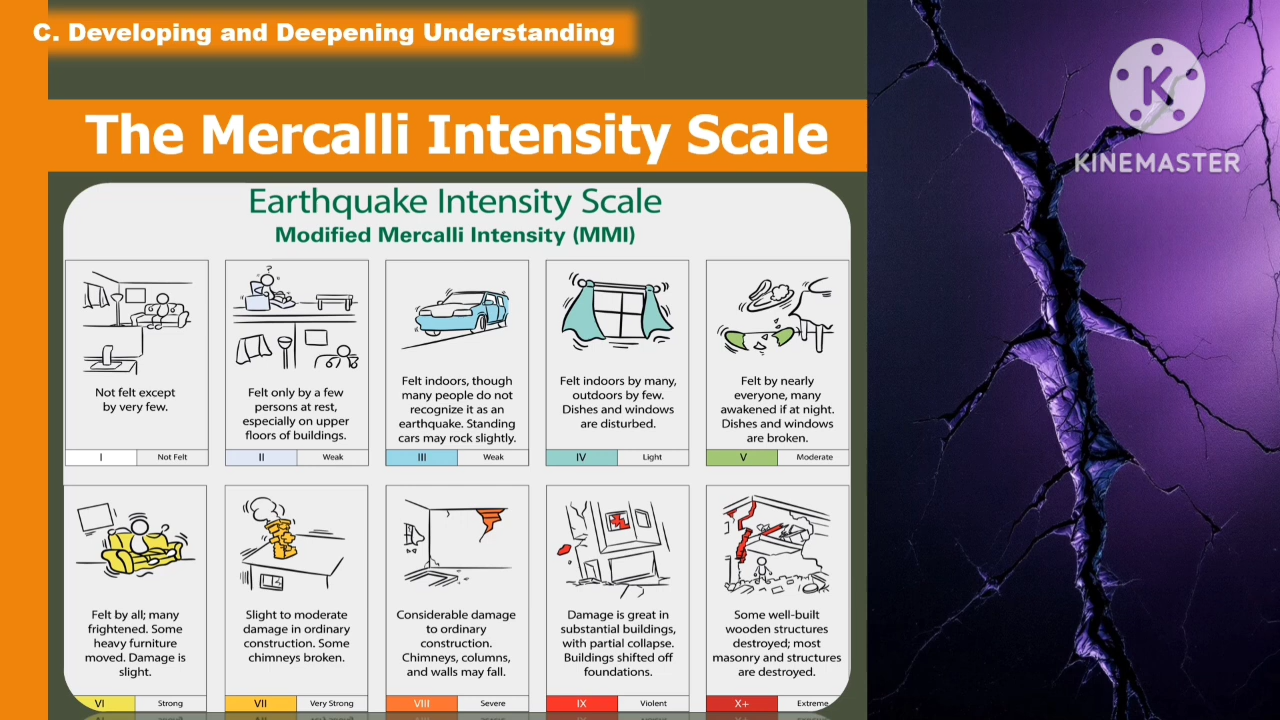 C. Developing and Deepening Understanding
The Mercalli Intensity Scale
Earthquake Intensity Scale
Modified Mercalli Intensity (MMI)
Not felt except
by very few.
I Not Felt
Felt only by a few
persons at rest,
especially on upper
floors of buildings.
II Weak
Felt indoors, though
many people do not
recognize it as an
earthquake. Standing
cars may rock slightly.
III Weak
Felt indoors by many,
outdoors by few.
Dishes and windows
are disturbed.
IV Light
Felt by nearly
everyone, many
awakened if at night.
Dishes and windows
are broken.
V Moderate
Felt by all; many
frightened. Some
heavy furniture
moved. Damage is
slight.
VI Strong
Slight to moderate
damage in ordinary
construction. Some
chimneys broken.
VII Very Strong
Considerable damage
to ordinary
construction.
Chimneys, columns,
and walls may fall.
VIII Severe
Damage is great in
substantial buildings,
with partial collapse.
Buildings shifted off
foundations.
IX Violent
Some well-built
wooden structures
destroyed; most
masonry and structures
are destroyed.
X+ Extreme
K
KINEMASTER